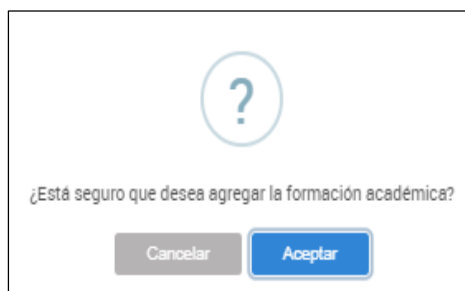 ?
¿Está seguro que desea agregar la formación académica?
Cancelar Aceptar